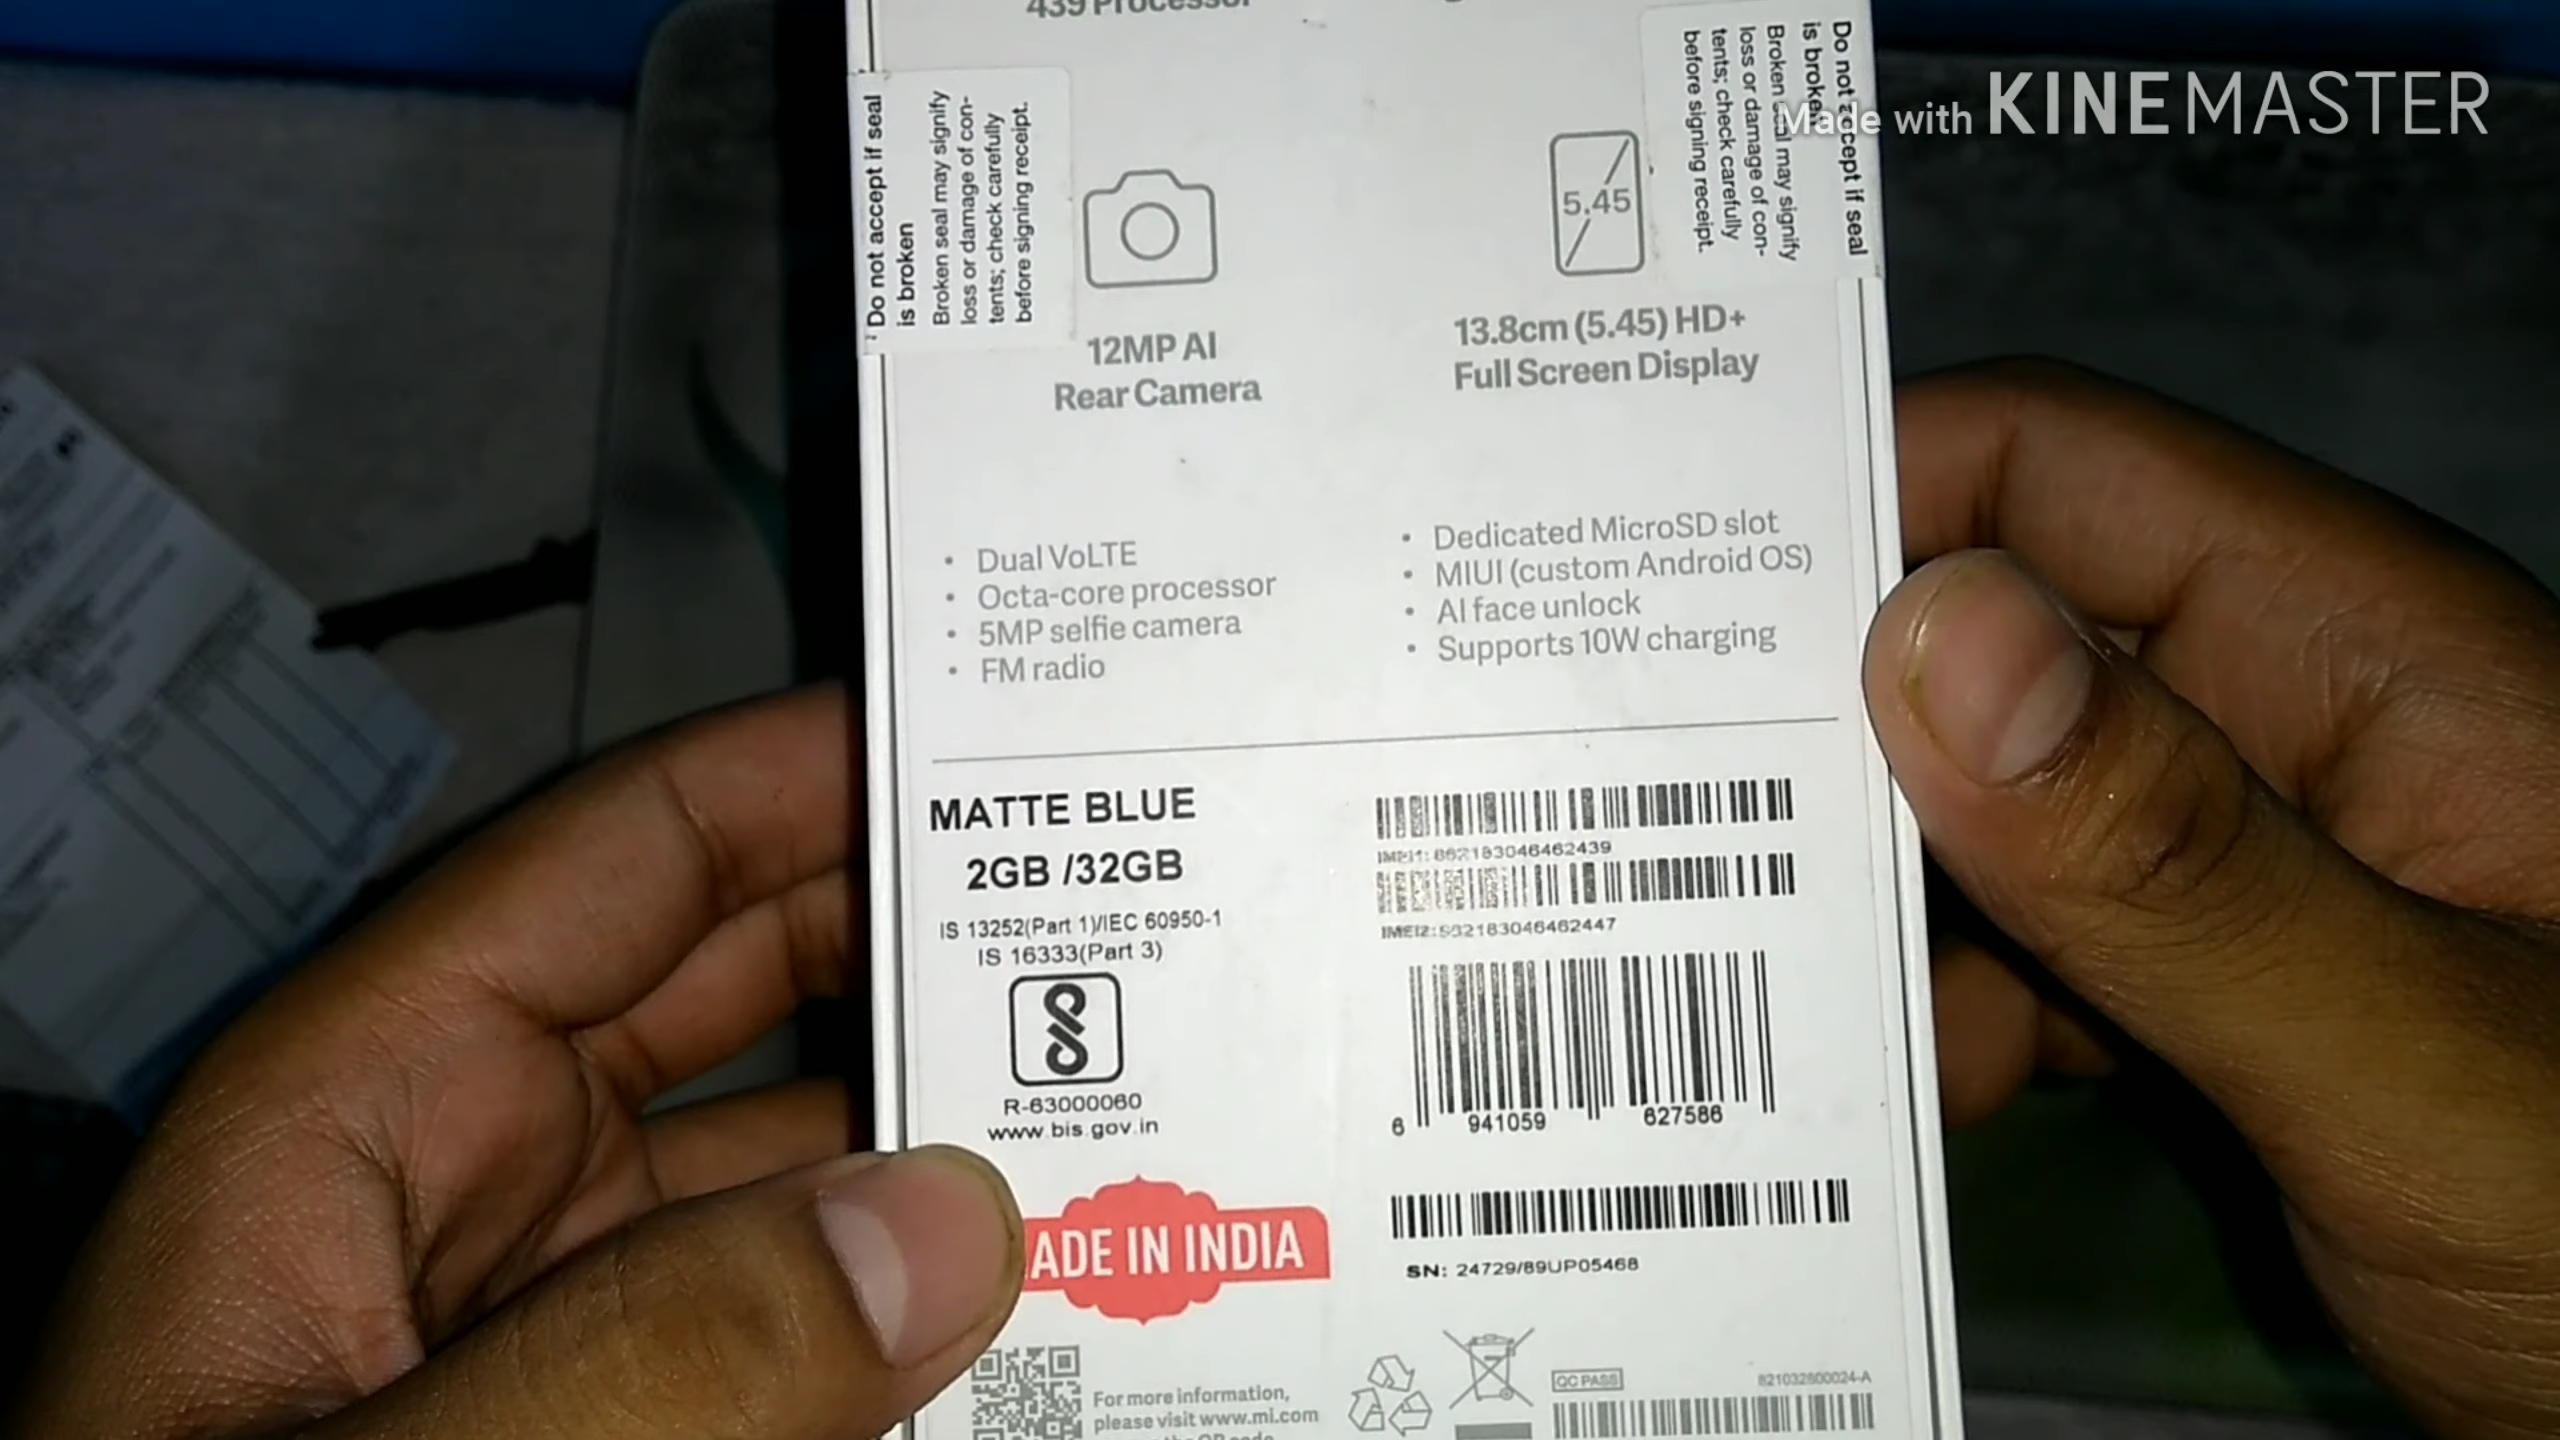 439 Processor
Do not accept if seal
is broken
Broken seal may signify
loss or damage of con-
tents; check carefully
before signing receipt.
Do not accept if seal
is broken
Broken seal may signify
loss or damage of con-
tents; check carefully
before signing receipt.
Made with KINEMASTER
5.45
12MP AI
Rear Camera
13.8cm (5.45) HD+
Full Screen Display
• Dual VoLTE
• Octa-core processor
• 5MP selfie camera
• FM radio
• Dedicated MicroSD slot
• MIUI (custom Android OS)
• AI face unlock
• Supports 10W charging
MATTE BLUE
2GB /32GB
IS 13252(Part 1)/IEC 60950-1
IS 16333(Part 3)
R-63000060
www.bis.gov.in
ADE IN INDIA
For more information,
please visit www.mi.com
IMEI1: 862183046462439
IMEI2:
6 941059 627586
SN: 24729/89UP05468
QC PASS
821032800024-A